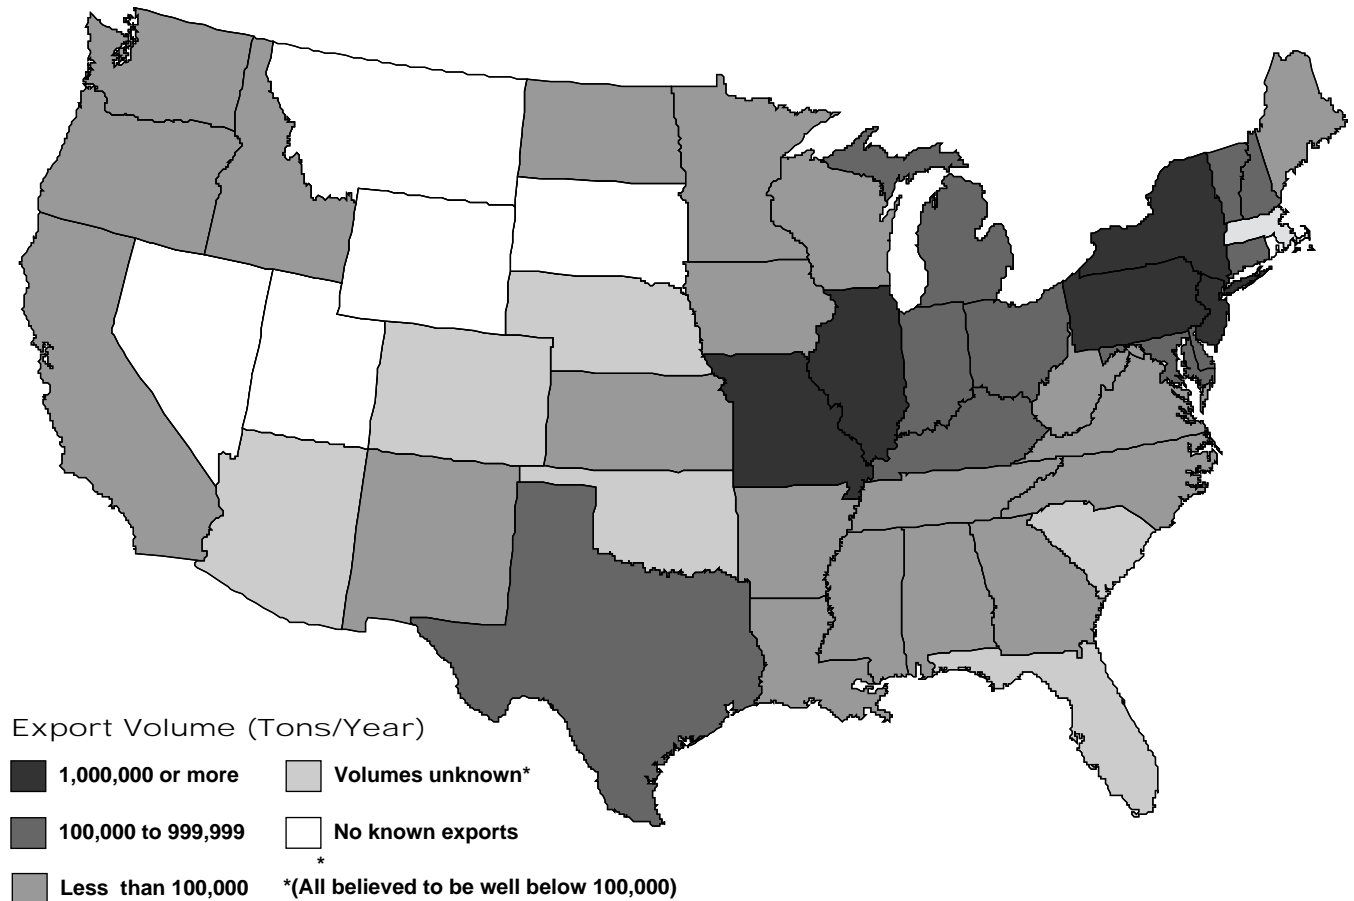 Export Volume (Tons/Year)
1,000,000 or more
Volumes unknown*
100,000 to 999,999
No known exports
*
Less than 100,000
*(All believed to be well below 100,000)